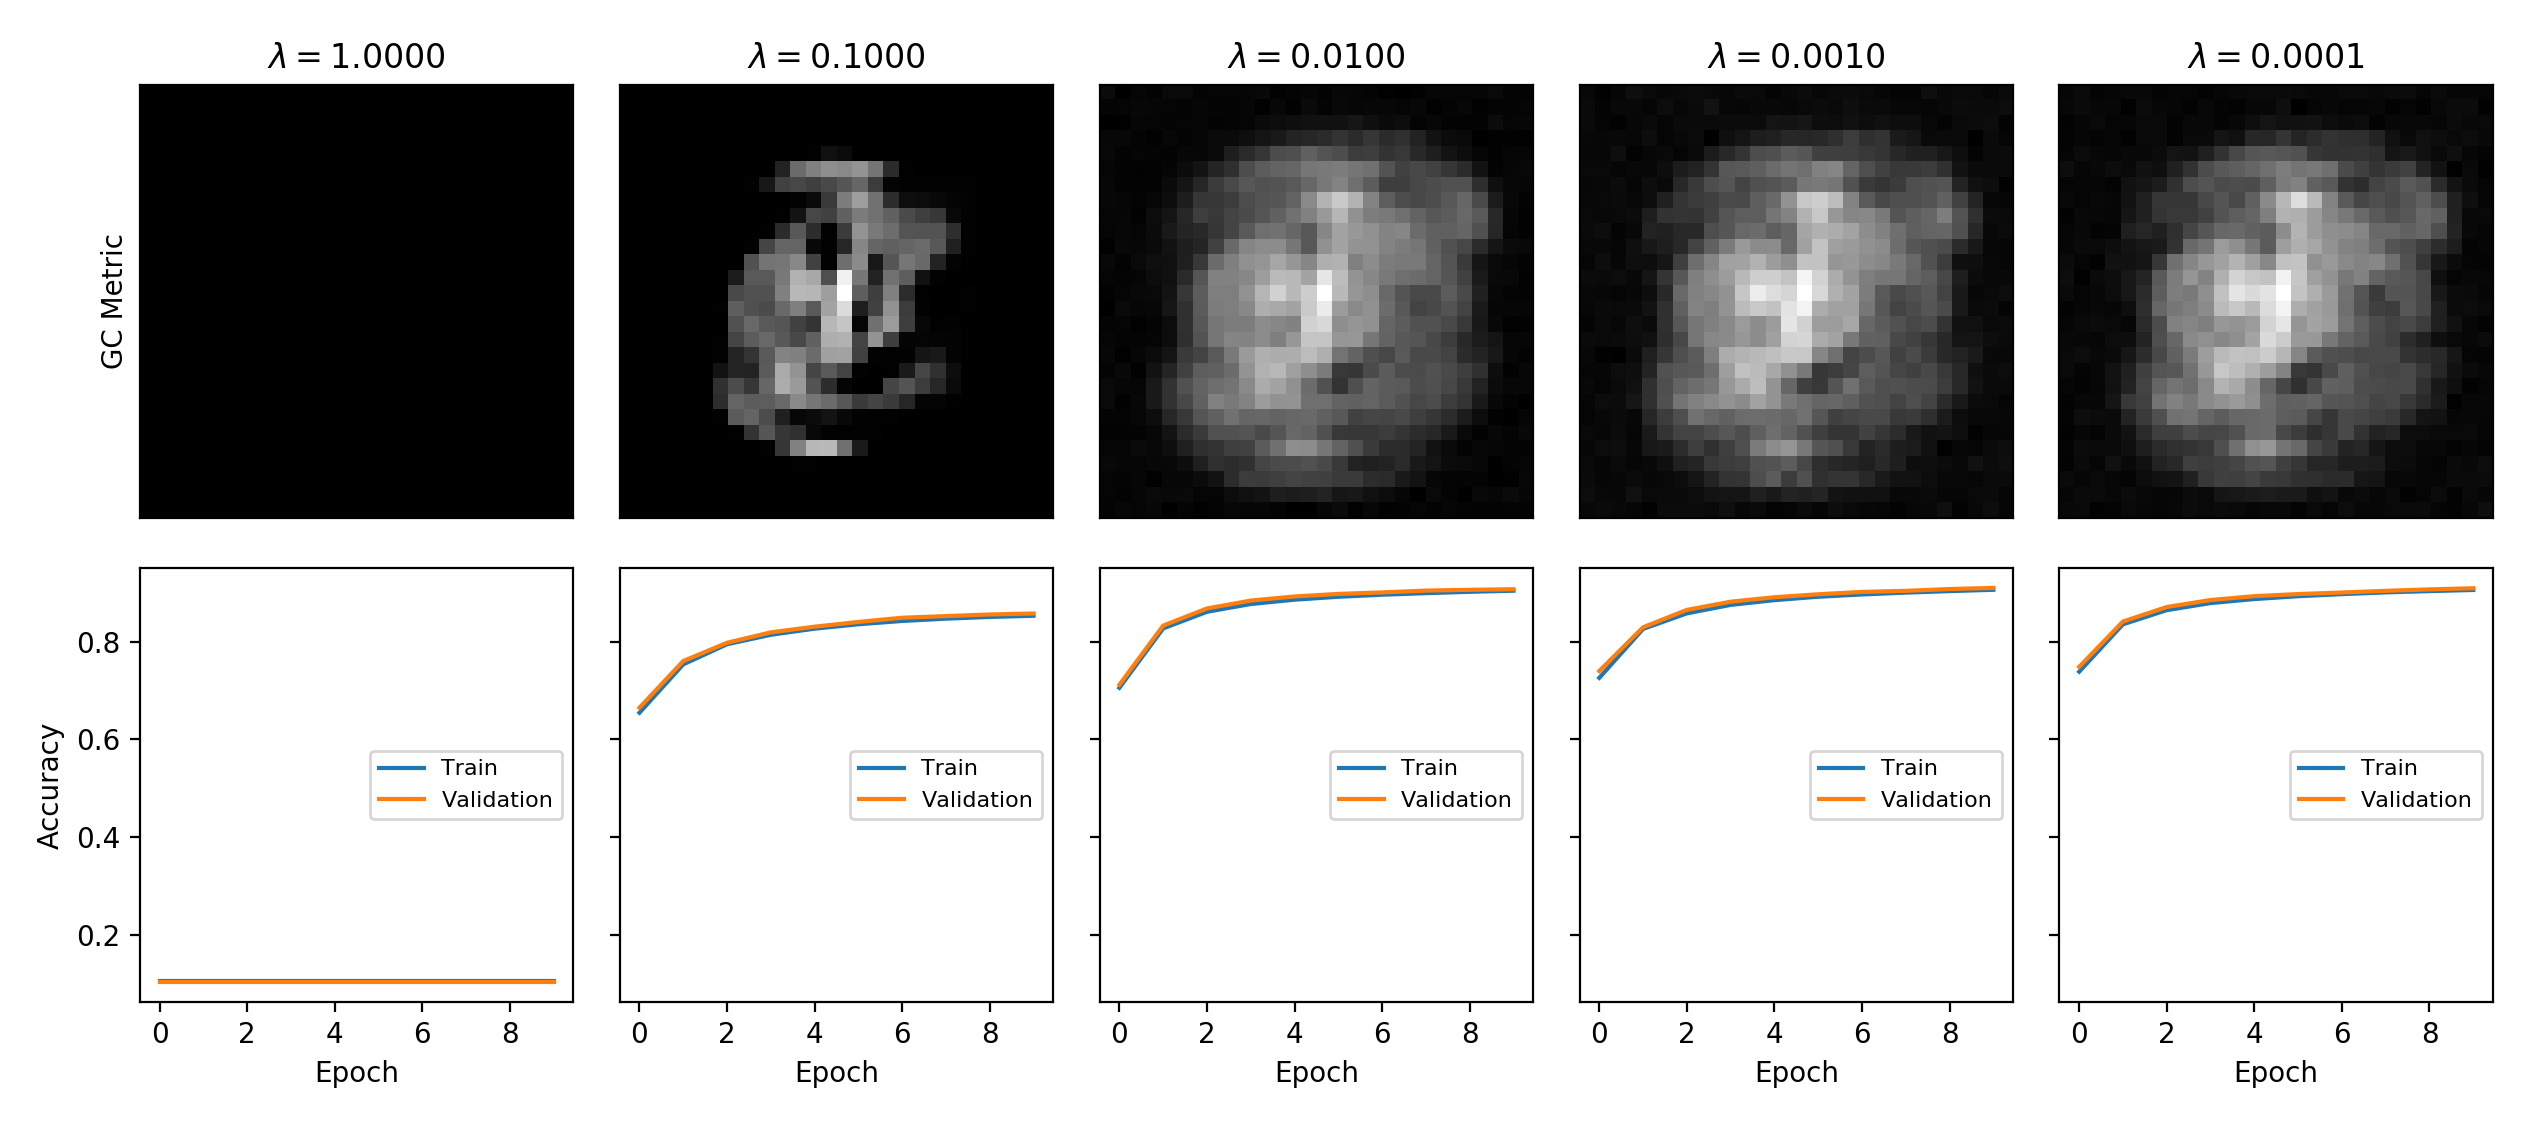 λ = 1.0000
λ = 0.1000
λ = 0.0100
λ = 0.0010
λ = 0.0001
GC Metric
Accuracy
0.8
0.6
0.4
0.2
Train
Validation
Train
Validation
Train
Validation
Train
Validation
Train
Validation
0 2 4 6 8
0 2 4 6 8
0 2 4 6 8
0 2 4 6 8
0 2 4 6 8
Epoch
Epoch
Epoch
Epoch
Epoch